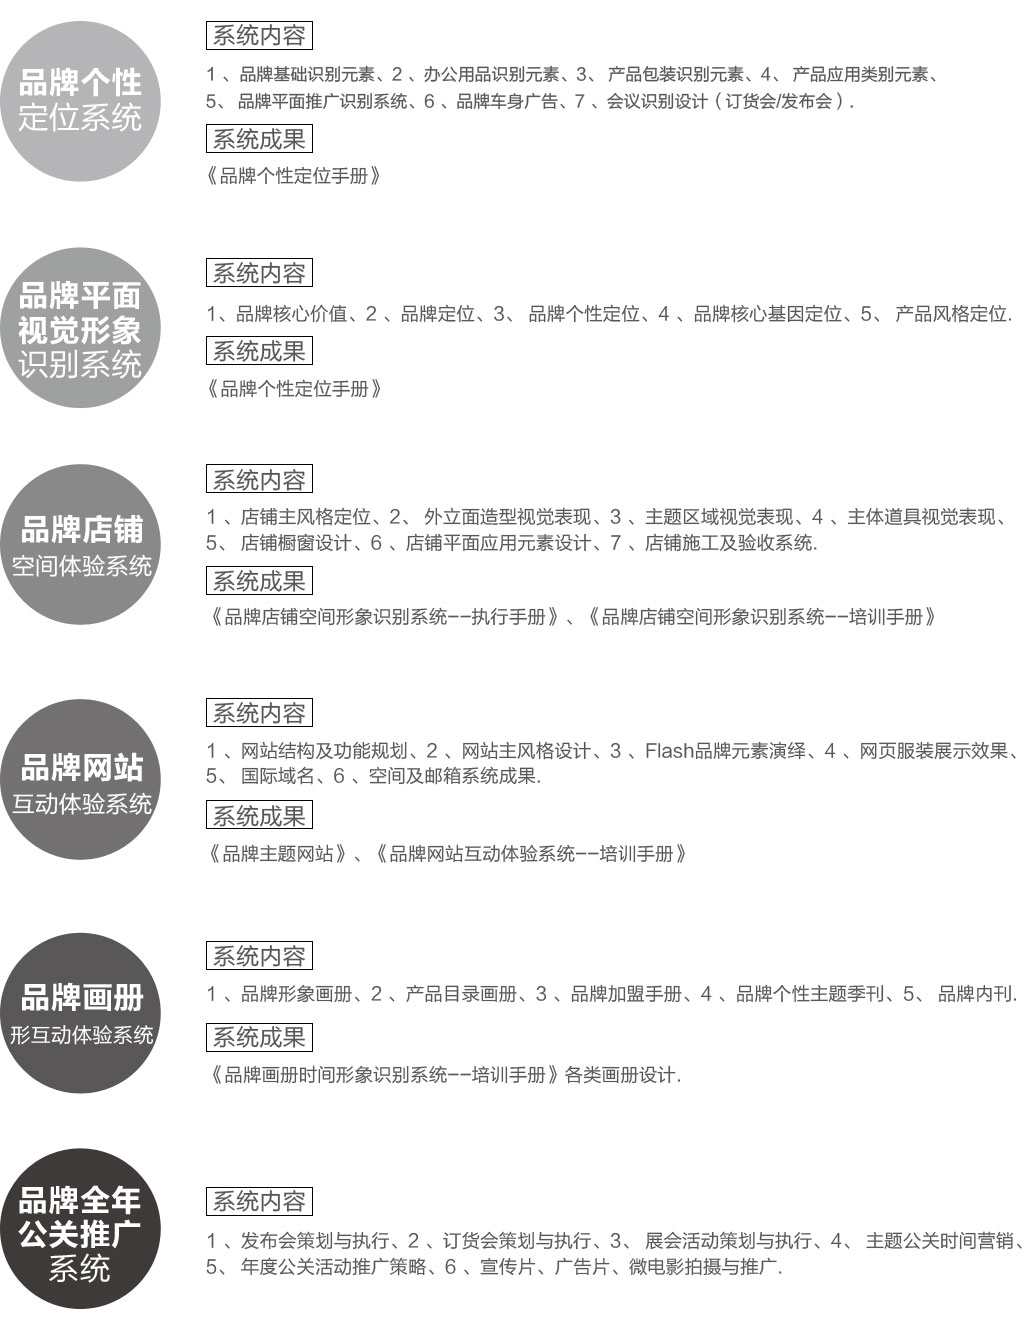 品牌个性
定位系统
系统内容
1 、品牌基础识别元素、2 、办公用品识别元素、3、 产品包装识别元素、4、 产品应用类别元素、
5、 品牌平面推广识别系统、6 、品牌车身广告、7 、会议识别设计（订货会/发布会）.
系统成果
《品牌个性定位手册》
品牌平面
视觉形象
识别系统
系统内容
1、品牌核心价值、2 、品牌定位、3、 品牌个性定位、4 、品牌核心基因定位、5、 产品风格定位.
系统成果
《品牌个性定位手册》
品牌店铺
空间体验系统
系统内容
1 、店铺主风格定位、2、 外立面造型视觉表现、3 、主题区域视觉表现、4 、主体道具视觉表现、
5、 店铺橱窗设计、6 、店铺平面应用元素设计、7 、店铺施工及验收系统.
系统成果
《品牌店铺空间形象识别系统--执行手册》、《品牌店铺空间形象识别系统--培训手册》
品牌网站
互动体验系统
系统内容
1 、网站结构及功能规划、2 、网站主风格设计、3 、Flash品牌元素演绎、4 、网页服装展示效果、
5、 国际域名、6 、空间及邮箱系统成果.
系统成果
《品牌主题网站》、《品牌网站互动体验系统--培训手册》
品牌画册
形互动体验系统
系统内容
1 、品牌形象画册、2 、产品目录画册、3 、品牌加盟手册、4 、品牌个性主题季刊、5、 品牌内刊.
系统成果
《品牌画册时间形象识别系统--培训手册》各类画册设计.
品牌全年
公关推广
系统
系统内容
1 、发布会策划与执行、2 、订货会策划与执行、3、 展会活动策划与执行、4、 主题公关时间营销、
5、 年度公关活动推广策略、6 、宣传片、广告片、微电影拍摄与推广.